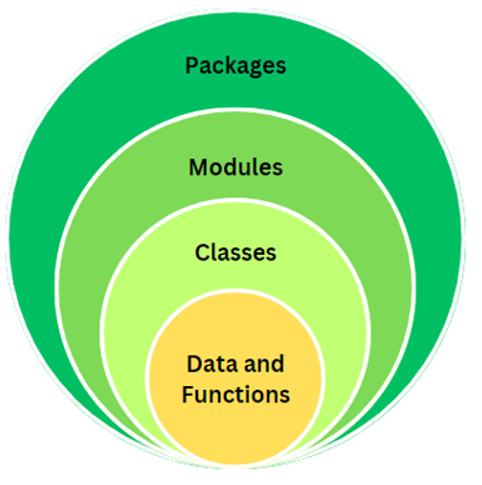 Packages
Modules
Classes
Data and
Functions